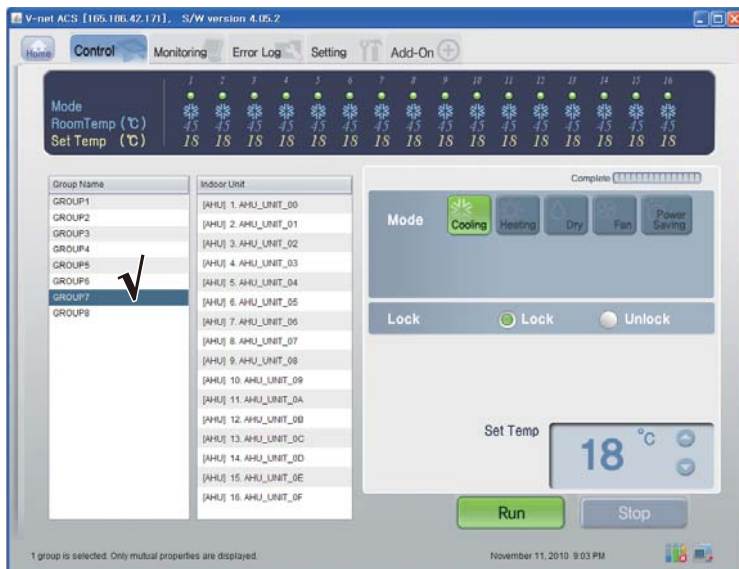 V-net ACS [165.186.42.171], S/W version 4.05.2
Home Control Monitoring Error Log Setting Add-On
1 2 3 4 5 6 7 8 9 10 11 12 13 14 15 16
Mode
RoomTemp (℃) 45 45 45 45 45 45 45 45 45 45 45 45 45 45 45 45
Set Temp (℃) 18 18 18 18 18 18 18 18 18 18 18 18 18 18 18 18
Group Name
GROUP1
GROUP2
GROUP3
GROUP4
GROUP5
GROUP6
GROUP7
GROUP8
√
Indoor Unit
[AHU] 1. AHU_UNIT_00
[AHU] 2. AHU_UNIT_01
[AHU] 3. AHU_UNIT_02
[AHU] 4. AHU_UNIT_03
[AHU] 5. AHU_UNIT_04
[AHU] 6. AHU_UNIT_05
[AHU] 7. AHU_UNIT_06
[AHU] 8. AHU_UNIT_07
[AHU] 9. AHU_UNIT_08
[AHU] 10. AHU_UNIT_09
[AHU] 11. AHU_UNIT_0A
[AHU] 12. AHU_UNIT_0B
[AHU] 13. AHU_UNIT_0C
[AHU] 14. AHU_UNIT_0D
[AHU] 15. AHU_UNIT_0E
[AHU] 16. AHU_UNIT_0F
Complete
Mode Cooling Heating Dry Fan Power
Saving
Lock Lock Unlock
Set Temp 18 °C
Run Stop
1 group is selected. Only mutual properties are displayed.
November 11, 2010 9:03 PM